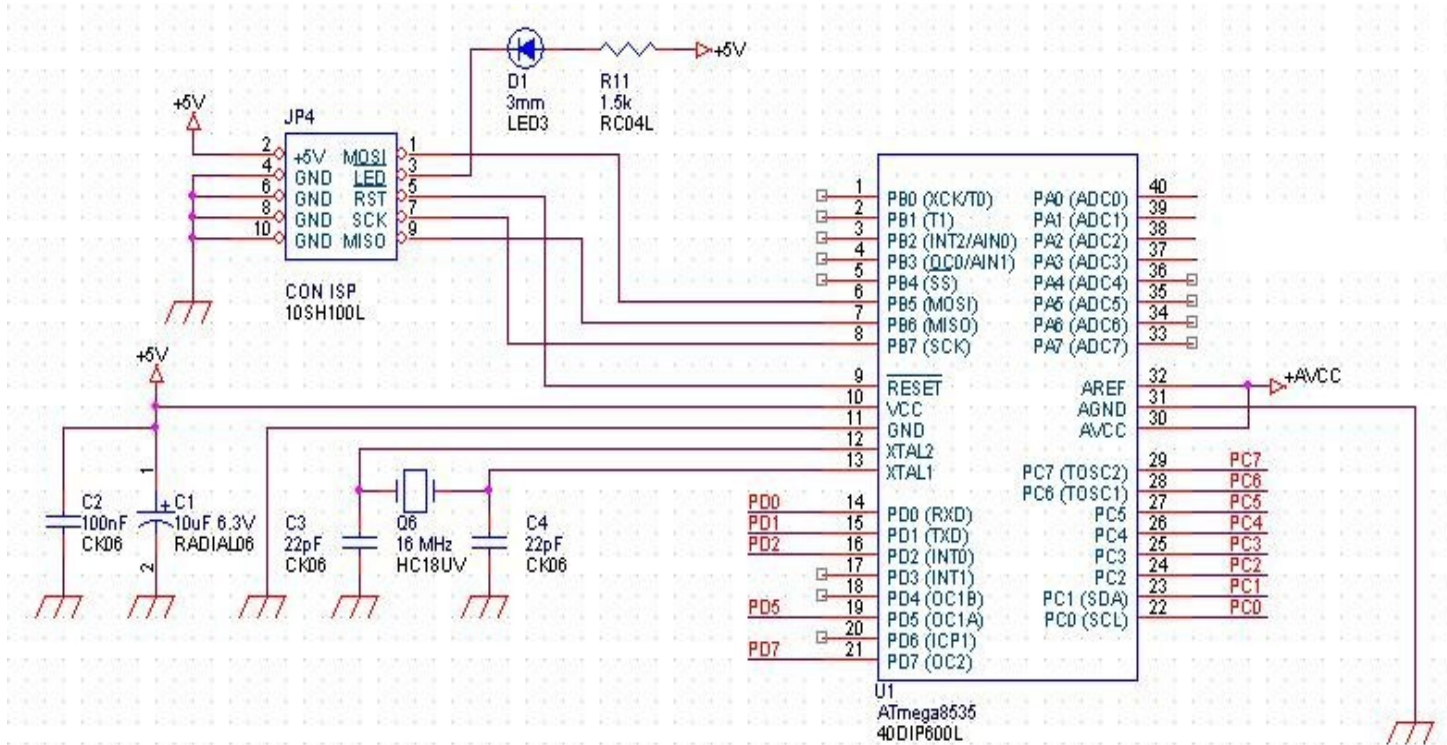 +5V
D1
3mm
LED3
R11
1.5k
RC04L
+5V
JP4
2 +5V MOSI 1
4 GND LED 3
6 GND RST 5
8 GND SCK 7
10 GND MISO 9
CON ISP
10SH100L
+5V
1
C2
100nF
CK06
+ C1
10uF 6.3V
RADIAL06
2
C3
22pF
CK06
Q6
16 MHz
HC18UV
C4
22pF
CK06
1 PB0 (XCK/T0) PA0 (ADC0) 40
2 PB1 (T1) PA1 (ADC1) 39
3 PB2 (INT2/AIN0) PA2 (ADC2) 38
4 PB3 (OC0/AIN1) PA3 (ADC3) 37
5 PB4 (SS) PA4 (ADC4) 36
6 PB5 (MOSI) PA5 (ADC5) 35
7 PB6 (MISO) PA6 (ADC6) 34
8 PB7 (SCK) PA7 (ADC7) 33
9 RESET AREF 32 +AVCC
10 VCC AGND 31
11 GND AVCC 30
12 XTAL2
13 XTAL1 PC7 (TOSC2) 29 PC7
PC6 (TOSC1) 28 PC6
PD0 14 PD0 (RXD) PC5 27 PC5
PD1 15 PD1 (TXD) PC4 26 PC4
PD2 16 PD2 (INT0) PC3 25 PC3
17 PD3 (INT1) PC2 24 PC2
18 PD4 (OC1B) PC1 (SDA) 23 PC1
PD5 19 PD5 (OC1A) PC0 (SCL) 22 PC0
20 PD6 (ICP1)
PD7 21 PD7 (OC2)
U1
ATmega8535
40DIP600L